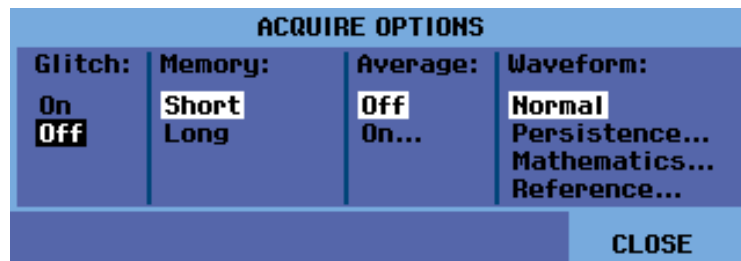 ACQUIRE OPTIONS
Glitch: Memory: Average: Waveform:
On Short Off Normal
Off Long On... Persistence...
Mathematics...
Reference...
CLOSE